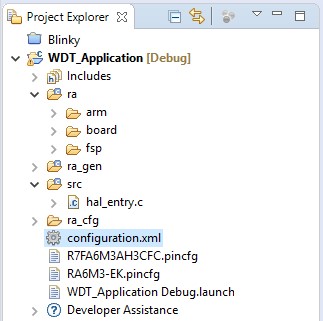 Project Explorer
Blinky
WDT_Application [Debug]
Includes
ra
arm
board
fsp
ra_gen
src
hal_entry.c
ra_cfg
configuration.xml
R7FA6M3AH3CFC.pincfg
RA6M3-EK.pincfg
WDT_Application Debug.launch
Developer Assistance